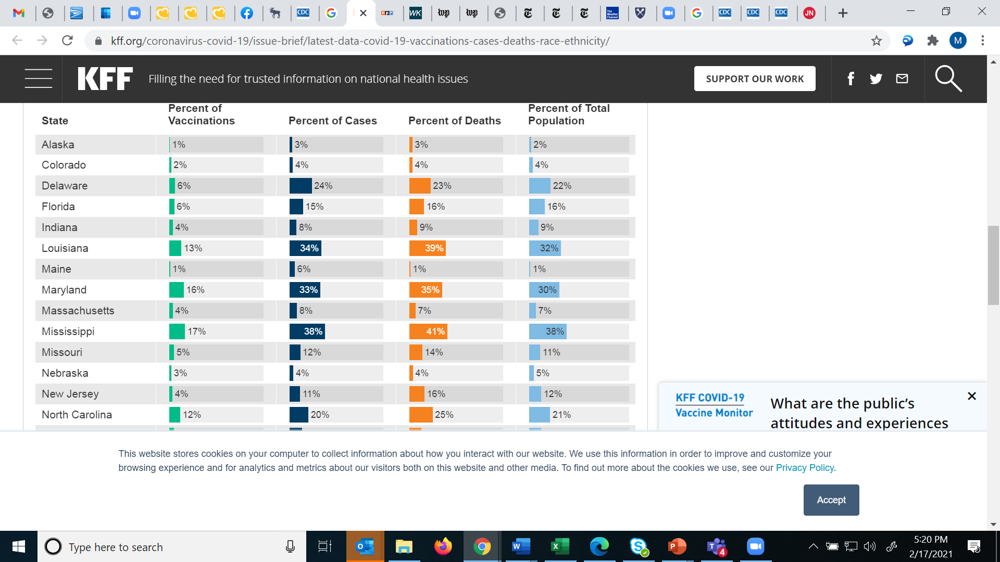 kff.org/coronavirus-covid-19/issue-brief/latest-data-covid-19-vaccinations-cases-deaths-race-ethnicity/
M
KFF Filling the need for trusted information on national health issues SUPPORT OUR WORK
State Percent of Vaccinations Percent of Cases Percent of Deaths Percent of Total Population
Alaska 1% 3% 3% 2%
Colorado 2% 4% 4% 4%
Delaware 6% 24% 23% 22%
Florida 6% 15% 16% 16%
Indiana 4% 8% 9% 9%
Louisiana 13% 34% 39% 32%
Maine 1% 6% 1% 1%
Maryland 16% 33% 35% 30%
Massachusetts 4% 8% 7% 7%
Mississippi 17% 38% 41% 38%
Missouri 5% 12% 14% 11%
Nebraska 3% 4% 4% 5%
New Jersey 4% 11% 16% 12%
North Carolina 12% 20% 25% 21%
KFF COVID-19
Vaccine Monitor
What are the public's
attitudes and experiences
This website stores cookies on your computer to collect information about how you interact with our website. We use this information in order to improve and customize your
browsing experience and for analytics and metrics about our visitors both on this website and other media. To find out more about the cookies we use, see our Privacy Policy.
Accept
Type here to search
4
5:20 PM
2/17/2021